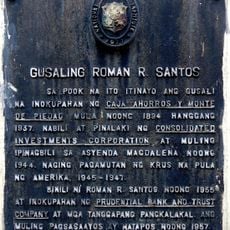 GUSALING ROMAN R. SANTOS
SA POOK NA ITO ITINAYO ANG GUSALI
NA INOKUPAHAN NG CAJA AHORROS Y MONTE
DE PIEDAD MULA NOONG 1894 HANGGANG
1937. NABILI AT PINALAKI NG CONSOLIDATED
INVESTMENTS CORPORATION AT MULING
IPINAGBILI SA ASYENDA MAGDALENA NOONG
1944. NAGING PAGAMUTAN NG KRUS NA PULA
NG AMERIKA, 1945-1947.
BINILI NI ROMAN R. SANTOS NOONG 1955
AT INOKUPAHAN NG PRUDENTIAL BANK AND TRUST
COMPANY AT MGA TANGGAPANG PANGKALAKAL. ANG
MULING PAGSASAAYOS AY NATAPOS NOONG 1957.